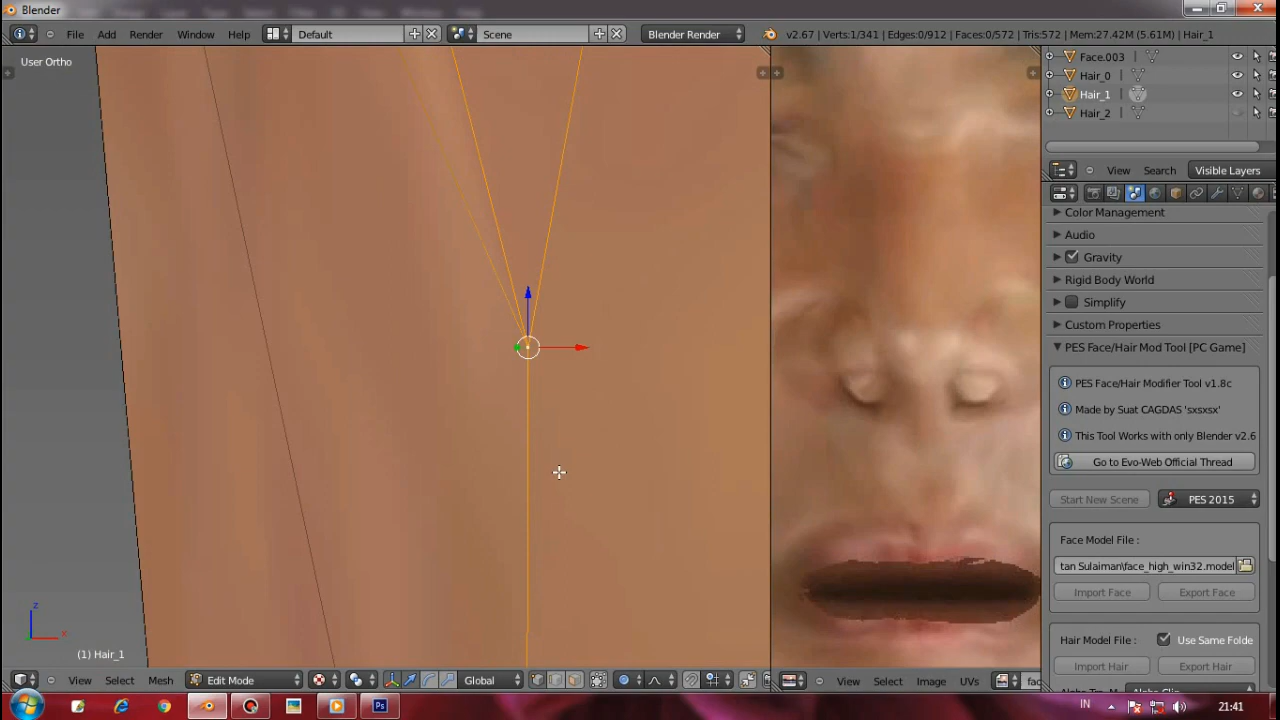 Blender
File Add Render Window Help Default Scene Blender Render v2.67 | Verts:1/341 | Edges:0/912 | Faces:0/572 | Tris:572 | Mem:27.42M (5.61M) | Hair_1
User Ortho
Face.003
Hair_0
Hair_1
Hair_2
View Search Visible Layers
Color Management
Audio
Gravity
Rigid Body World
Simplify
Custom Properties
PES Face/Hair Mod Tool [PC Game]
PES Face/Hair Modifier Tool v1.8c
Made by Suat CAGDAS 'sxsxsx'
This Tool Works with only Blender v2.6
Go to Evo-Web Official Thread
Start New Scene PES 2015
Face Model File :
tan Sulaiman\face_high_win32.model
Import Face Export Face
Hair Model File : Use Same Folde
Import Hair Export Hair
z
x
(1) Hair_1
View Select Mesh Edit Mode Global View Select Image UVs fac
IN 21:41